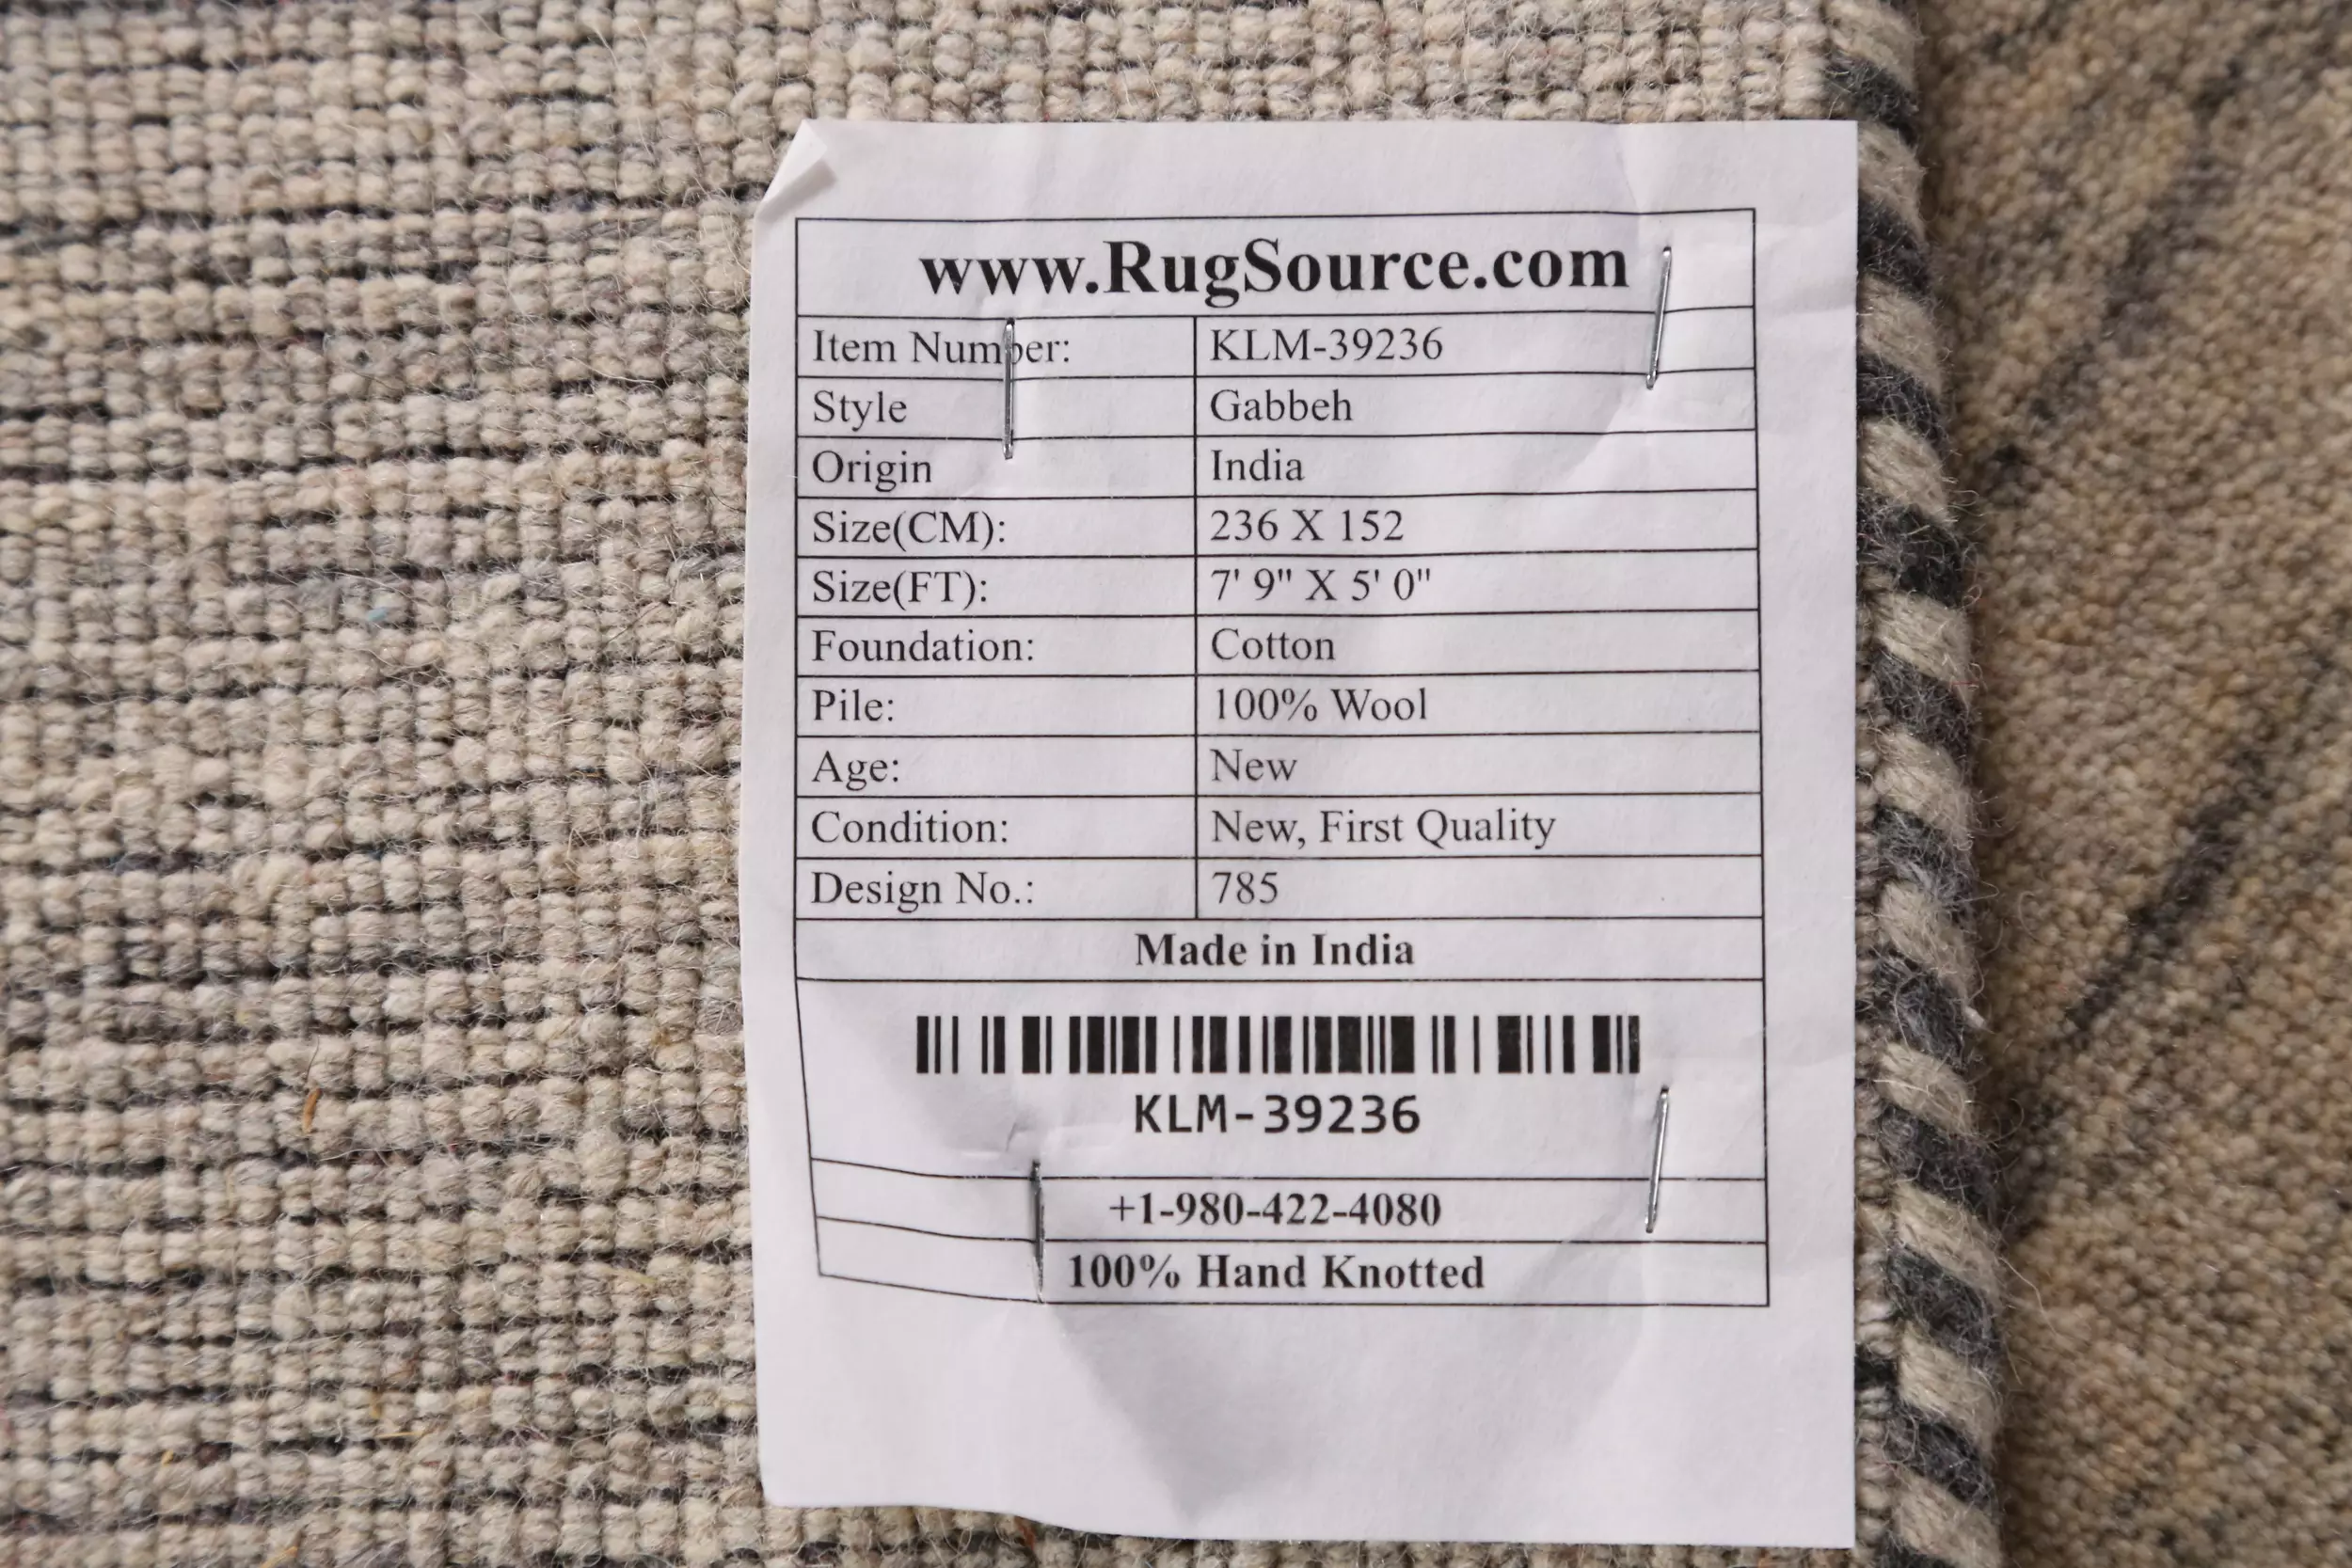 www.RugSource.com
Item Number: KLM-39236
Style Gabbeh
Origin India
Size(CM): 236 X 152
Size(FT): 7' 9" X 5' 0"
Foundation: Cotton
Pile: 100% Wool
Age: New
Condition: New, First Quality
Design No.: 785
Made in India
KLM-39236
+1-980-422-4080
100% Hand Knotted